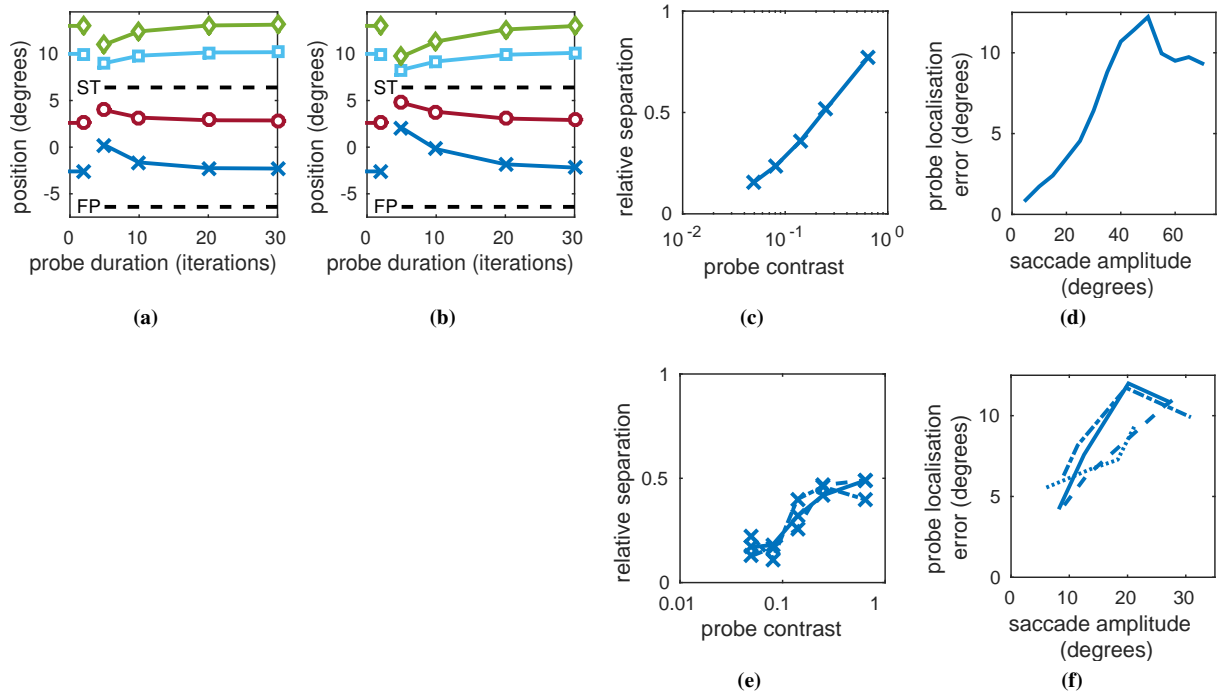 10
5
0
-5
position (degrees)
ST
FP
0 10 20 30
probe duration (iterations)
(a)
10
5
0
-5
position (degrees)
ST
FP
0 10 20 30
probe duration (iterations)
(b)
1
0.5
0
relative separation
10^-2 10^-1 10^0
probe contrast
(c)
10
5
0
probe localisation
error (degrees)
0 20 40 60
saccade amplitude
(degrees)
(d)
1
0.5
0
relative separation
0.01 0.1 1
probe contrast
(e)
10
5
0
probe localisation
error (degrees)
0 10 20 30
saccade amplitude
(degrees)
(f)